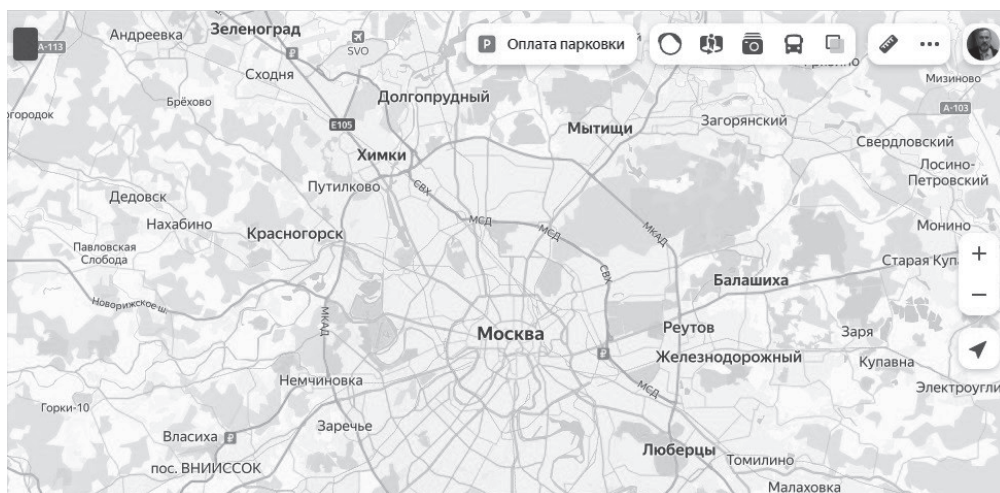 Зеленоград
Андреевка
А-113
SVO
P Оплата парковки
Сходня
Мизиново
Брёхово
Долгопрудный
А-103
E105
Мытищи
Загорянский
Химки
Свердловский
Путилково
СВХ
Лосино-
Петровский
Дедовск
Нахабино
МСД
МСД
МКАД
Монино
Красногорск
Павловская
Слобода
СВХ
Старая
Балашиха
Новорижское ш.
МКАД
Москва
Реутов
Заря
Железнодорожный
Купавна
Немчиновка
МСД
Горки-10
Заречье
Власиха
Люберцы
пос. ВНИИССОК
Томилино
Малаховка